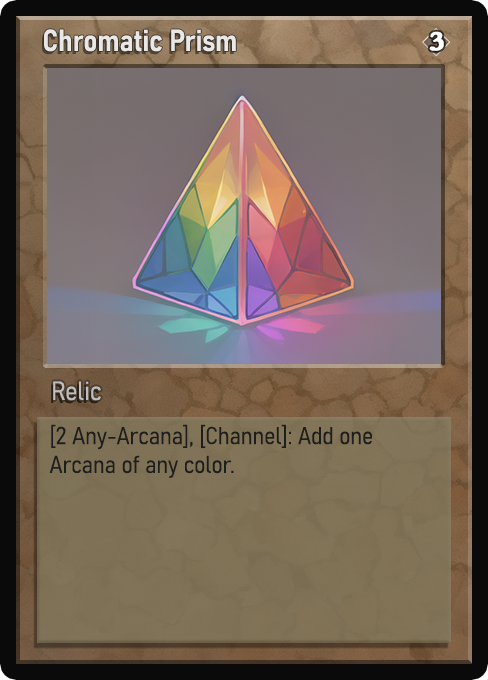 Chromatic Prism
3
Relic
[2 Any-Arcana], [Channel]: Add one
Arcana of any color.